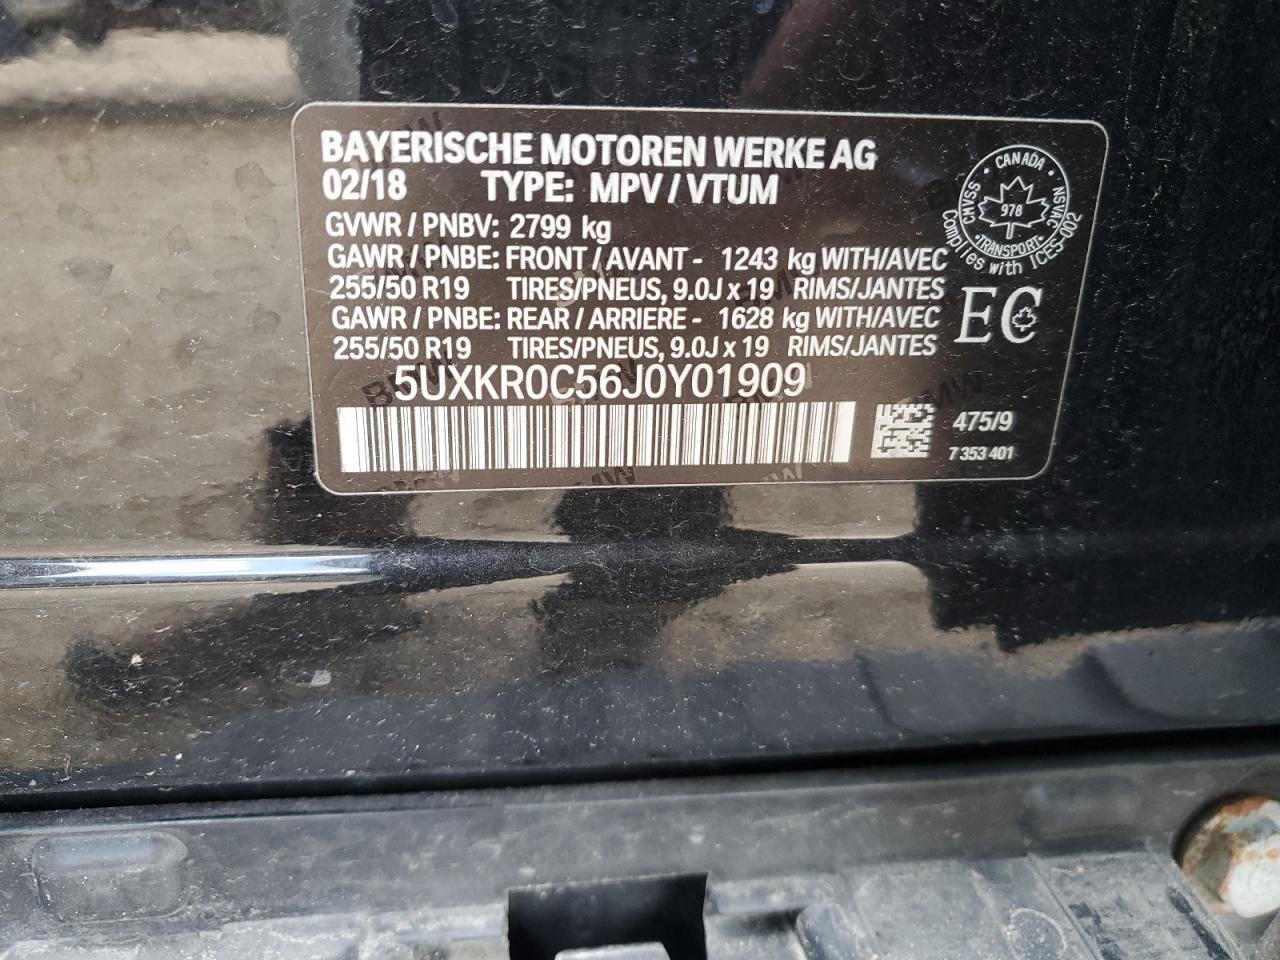 BAYERISCHE MOTOREN WERKE AG
02/18 TYPE: MPV / VTUM
GVWR / PNBV: 2799 kg
GAWR / PNBE: FRONT / AVANT - 1243 kg WITH/AVEC
255/50 R19 TIRES/PNEUS, 9.0J x 19 RIMS/JANTES
GAWR / PNBE: REAR / ARRIERE - 1628 kg WITH/AVEC
255/50 R19 TIRES/PNEUS, 9.0J x 19 RIMS/JANTES
5UXKR0C56J0Y01909
475/9
7 353 401
CANADA
CMVSS
NSVAC
978
TRANSPORT
Complies with ICES-002
EC
BMW